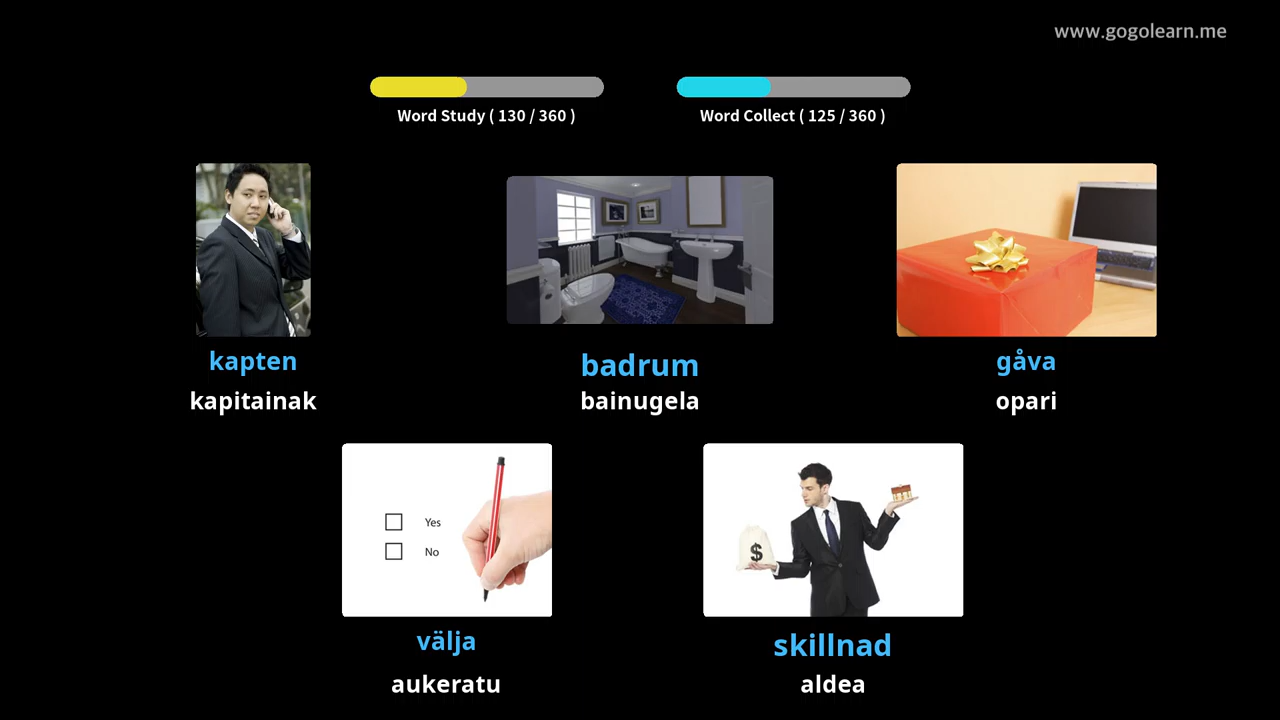 www.gogolearn.me
Word Study ( 130 / 360 )
Word Collect ( 125 / 360 )
kapten
kapitainak
badrum
bainugela
gåva
opari
Yes
No
$
välja
aukeratu
skillnad
aldea